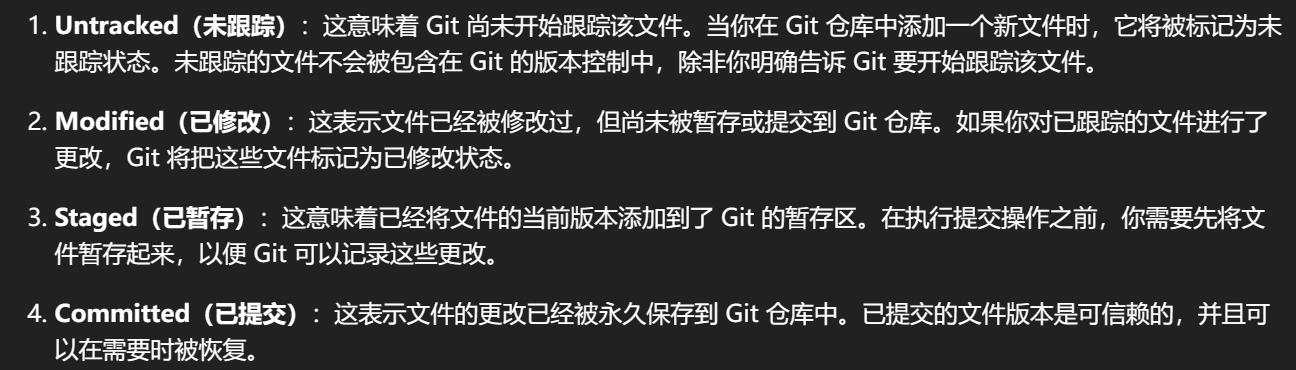 1. Untracked（未跟踪）：这意味着 Git 尚未开始跟踪该文件。当你在 Git 仓库中添加一个新文件时，它将被标记为未
跟踪状态。未跟踪的文件不会被包含在 Git 的版本控制中，除非你明确告诉 Git 要开始跟踪该文件。
2. Modified（已修改）：这表示文件已经被修改过，但尚未被暂存或提交到 Git 仓库。如果你对已跟踪的文件进行了
更改，Git 将把这些文件标记为已修改状态。
3. Staged（已暂存）：这意味着已经将文件的当前版本添加到了 Git 的暂存区。在执行提交操作之前，你需要先将文
件暂存起来，以便 Git 可以记录这些更改。
4. Committed（已提交）：这表示文件的更改已经被永久保存到 Git 仓库中。已提交的文件版本是可信赖的，并且可
以在需要时被恢复。